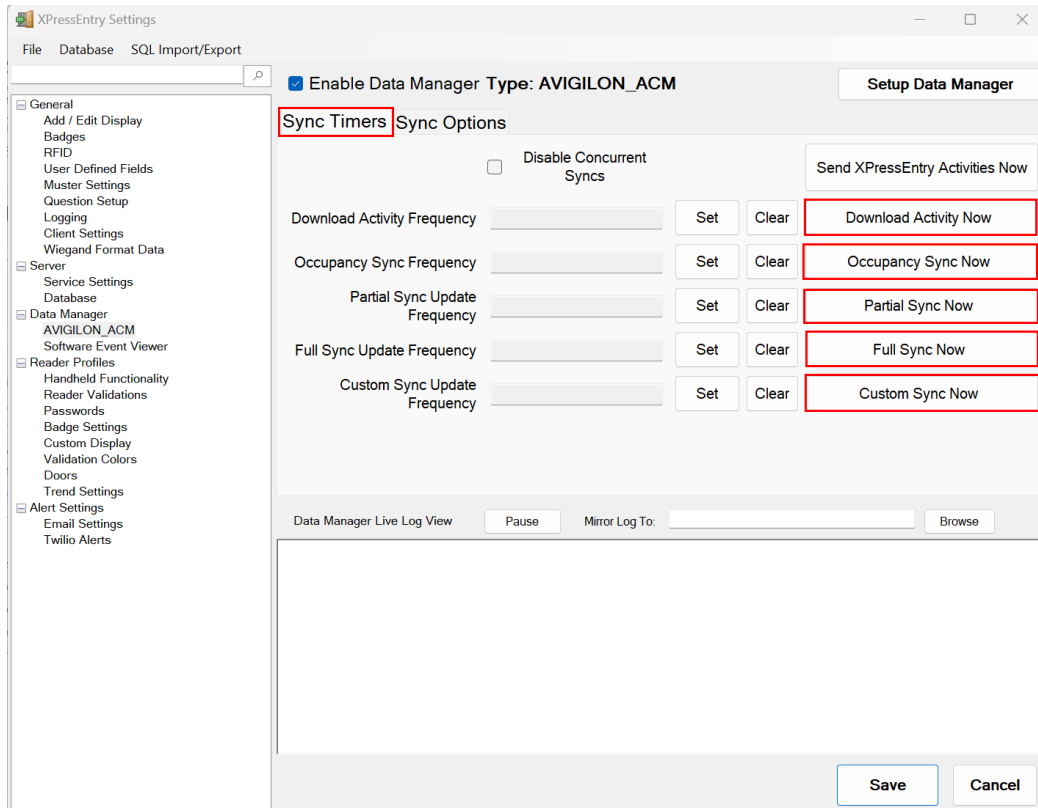 XPressEntry Settings
File Database SQL Import/Export
General
Add / Edit Display
Badges
RFID
User Defined Fields
Muster Settings
Question Setup
Logging
Client Settings
Wiegand Format Data
Server
Service Settings
Database
Data Manager
AVIGILON_ACM
Software Event Viewer
Reader Profiles
Handheld Functionality
Reader Validations
Passwords
Badge Settings
Custom Display
Validation Colors
Doors
Trend Settings
Alert Settings
Email Settings
Twilio Alerts
Enable Data Manager Type: AVIGILON_ACM
Setup Data Manager
Sync Timers Sync Options
Disable Concurrent
Syncs
Send XPressEntry Activities Now
Download Activity Frequency Set Clear Download Activity Now
Occupancy Sync Frequency Set Clear Occupancy Sync Now
Partial Sync Update
Frequency
Set Clear Partial Sync Now
Full Sync Update Frequency Set Clear Full Sync Now
Custom Sync Update
Frequency
Set Clear Custom Sync Now
Data Manager Live Log View Pause Mirror Log To: Browse
Save Cancel